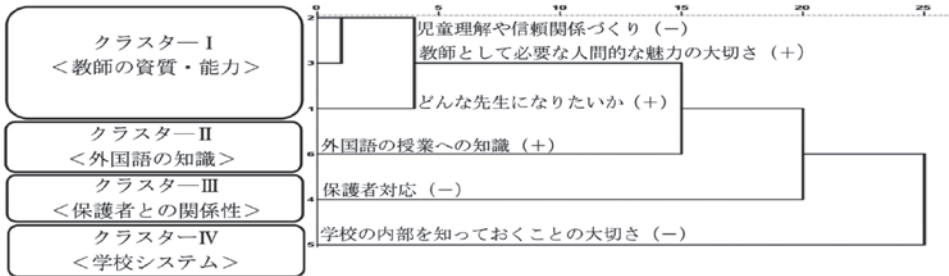 0 5 10 15 20 25
クラスター―Ⅰ
＜教師の資質・能力＞
2 児童理解や信頼関係づくり（－）
3 教師として必要な人間的な魅力の大切さ（＋）
1 どんな先生になりたいか（＋）
クラスター―Ⅱ
＜外国語の知識＞
6 外国語の授業への知識（＋）
クラスター―Ⅲ
＜保護者との関係性＞
4 保護者対応（－）
クラスターーⅣ
＜学校システム＞
5 学校の内部を知っておくことの大切さ（－）